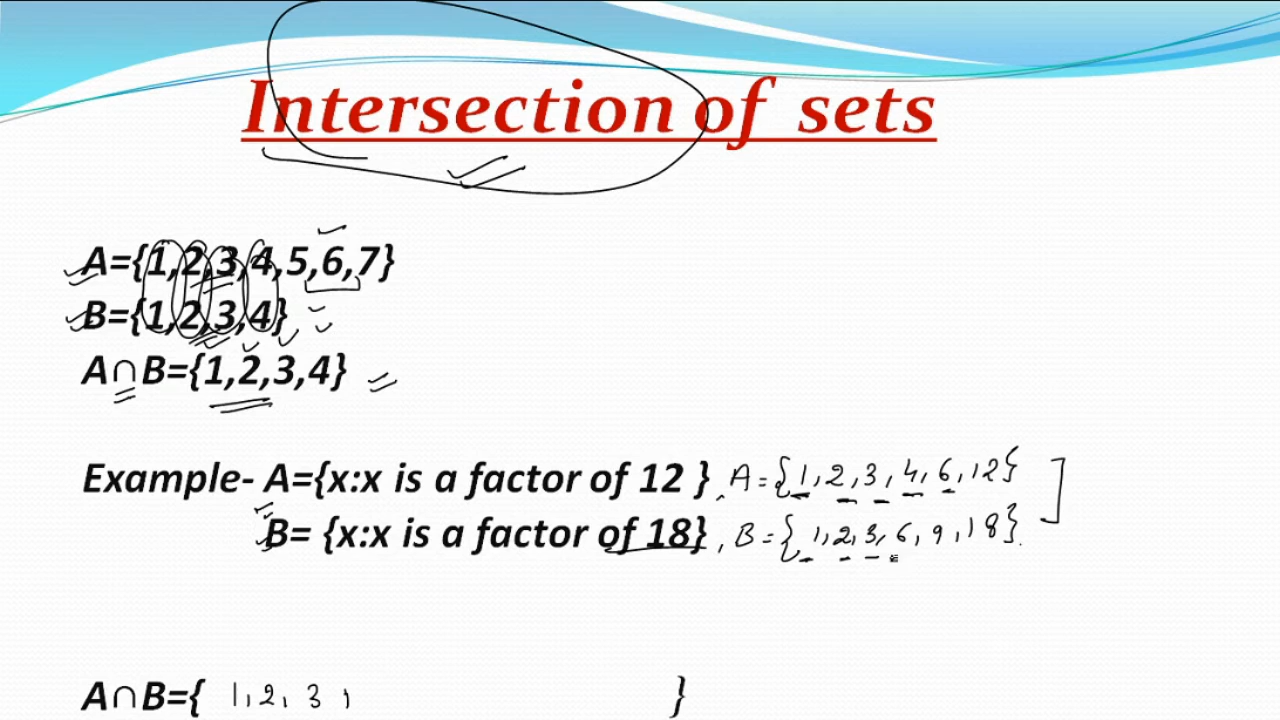 Intersection of sets
A={1,2,3,4,5,6,7}
B={1,2,3,4}
A∩B={1,2,3,4}
Example- A={x:x is a factor of 12 } , A={1,2,3,4,6,12}
B= {x:x is a factor of 18} , B={1,2,3,6,9,18}.
A∩B={ 1,2,3, }